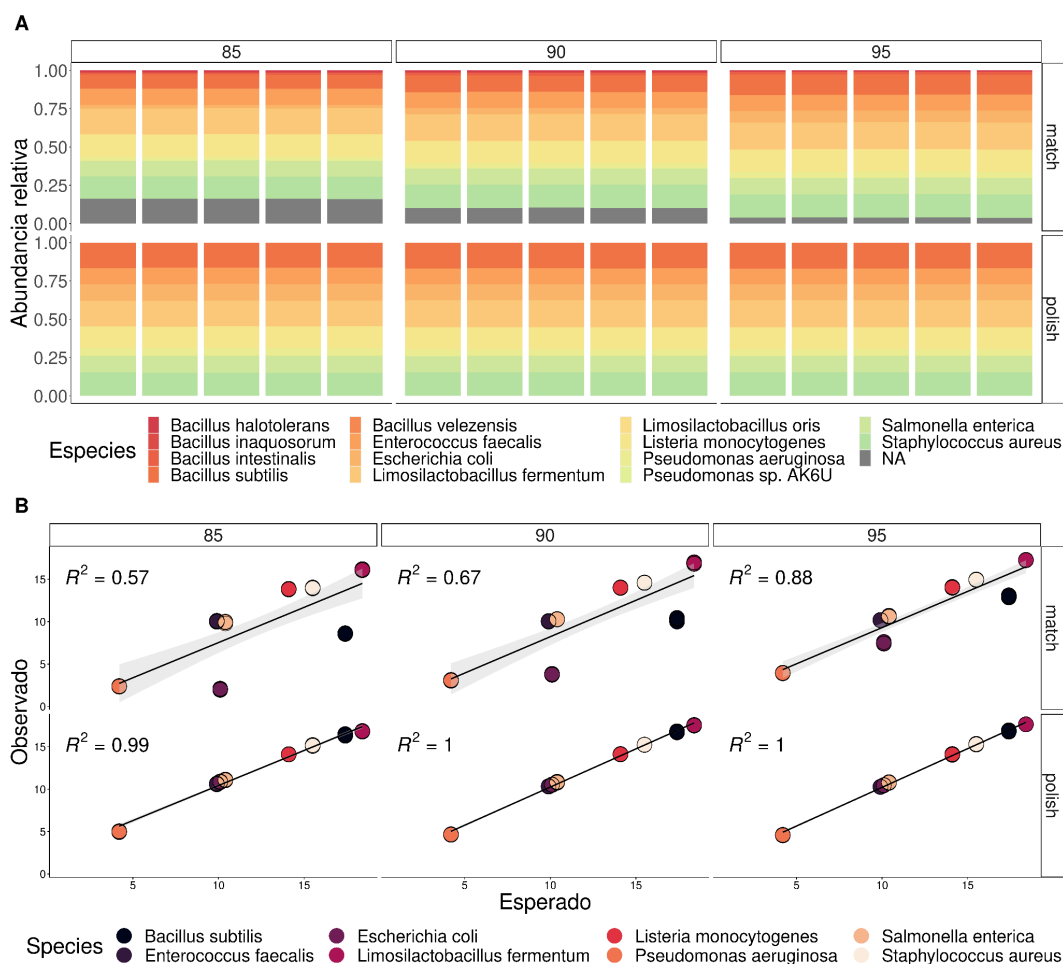 A
85 90 95
1.00
0.75
0.50
0.25
0.00
match
1.00
0.75
0.50
0.25
0.00
polish
Abundancia relativa
Especies
Bacillus halotolerans
Bacillus inaquosorum
Bacillus intestinalis
Bacillus subtilis
Bacillus velezensis
Enterococcus faecalis
Escherichia coli
Limosilactobacillus fermentum
Limosilactobacillus oris
Listeria monocytogenes
Pseudomonas aeruginosa
Pseudomonas sp. AK6U
Salmonella enterica
Staphylococcus aureus
NA
B
85 90 95
R² = 0.57 R² = 0.67 R² = 0.88
15
10
5
0
match
R² = 0.99 R² = 1 R² = 1
15
10
5
0
polish
Observado
5 10 15 5 10 15 5 10 15
Esperado
Species
Bacillus subtilis
Enterococcus faecalis
Escherichia coli
Limosilactobacillus fermentum
Listeria monocytogenes
Pseudomonas aeruginosa
Salmonella enterica
Staphylococcus aureus